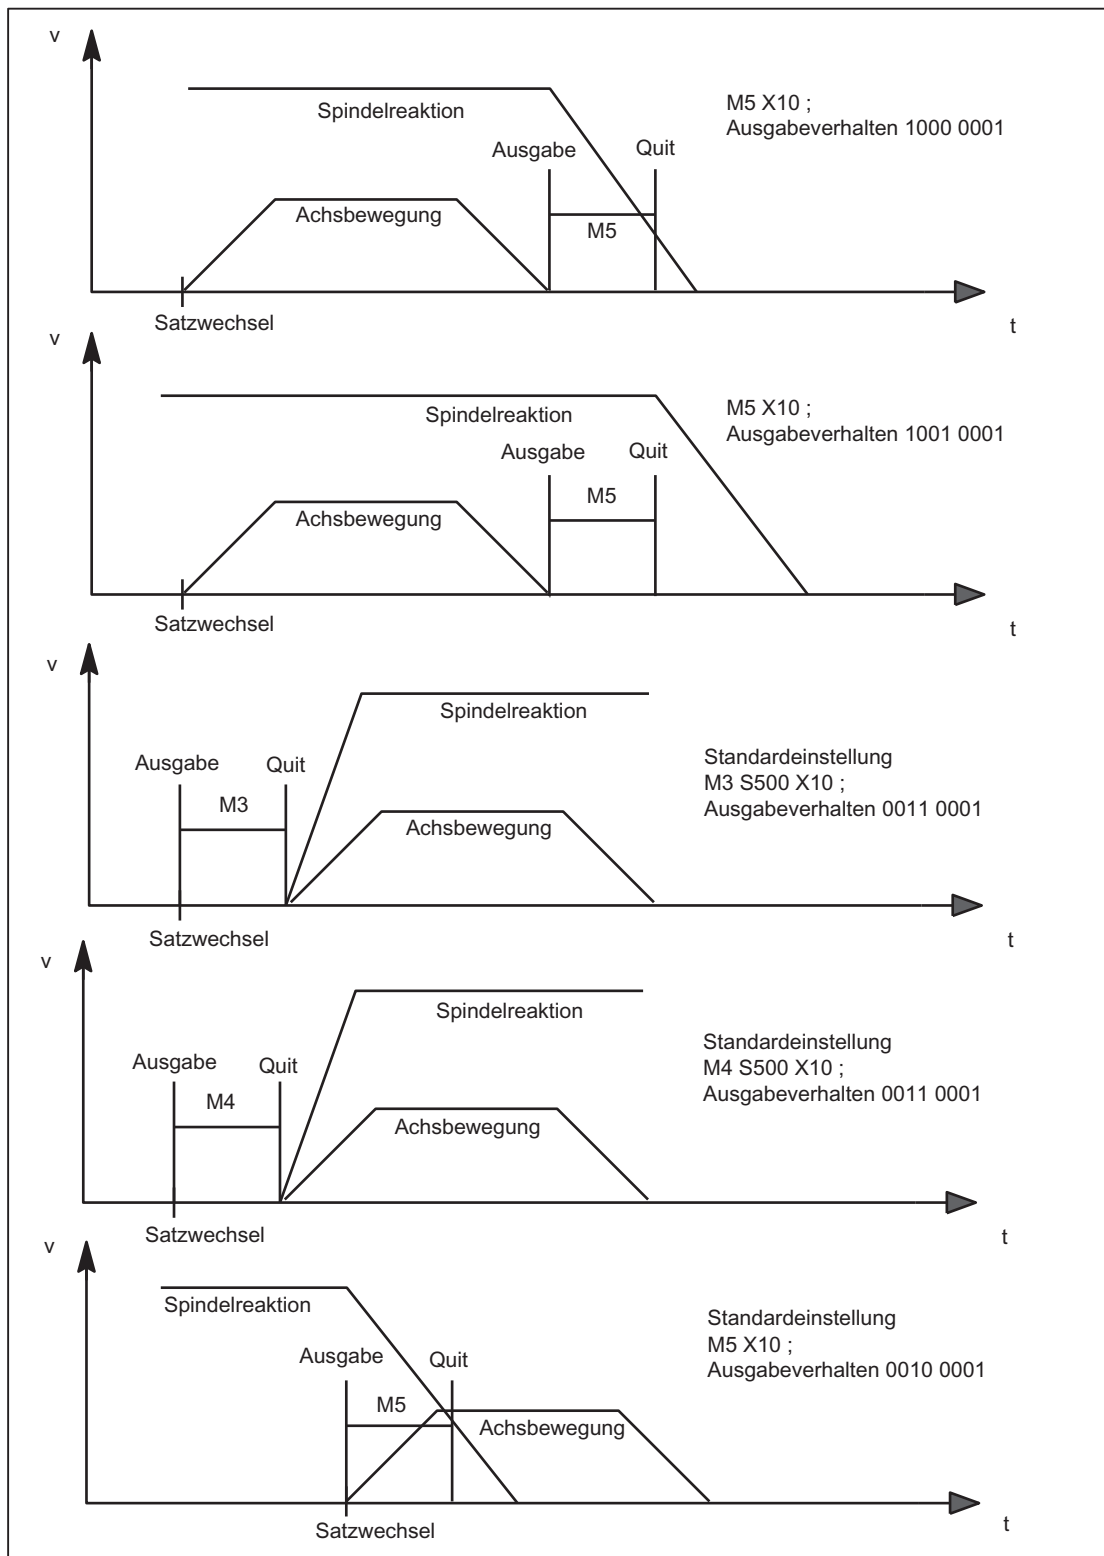 v
Spindelreaktion
M5 X10 ;
Ausgabeverhalten 1000 0001
Ausgabe
Quit
Achsbewegung
M5
Satzwechsel
t
v
Spindelreaktion
M5 X10 ;
Ausgabeverhalten 1001 0001
Ausgabe
Quit
M5
Achsbewegung
Satzwechsel
t
v
Spindelreaktion
Ausgabe
Quit
M3
Achsbewegung
Standardeinstellung
M3 S500 X10 ;
Ausgabeverhalten 0011 0001
Satzwechsel
t
v
Spindelreaktion
Ausgabe
Quit
M4
Achsbewegung
Standardeinstellung
M4 S500 X10 ;
Ausgabeverhalten 0011 0001
Satzwechsel
t
v
Spindelreaktion
Ausgabe
Quit
M5
Achsbewegung
Standardeinstellung
M5 X10 ;
Ausgabeverhalten 0010 0001
Satzwechsel
t